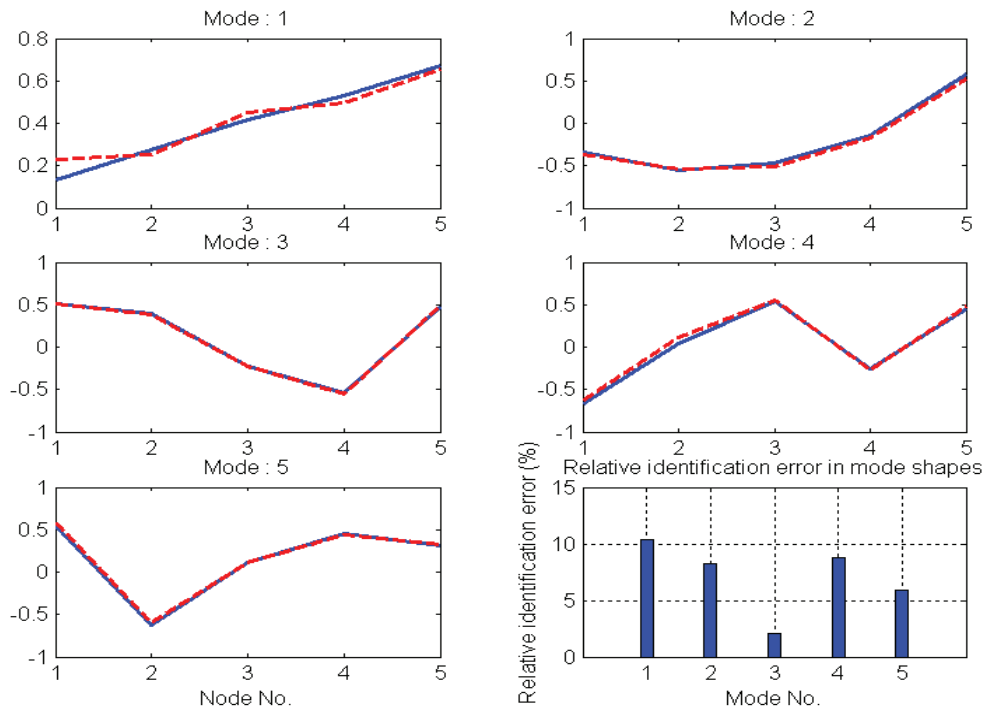 Mode : 1
0.8
0.6
0.4
0.2
0
1 2 3 4 5
Mode : 2
1
0.5
0
-0.5
-1
1 2 3 4 5
Mode : 3
1
0.5
0
-0.5
-1
1 2 3 4 5
Mode : 4
1
0.5
0
-0.5
-1
1 2 3 4 5
Mode : 5
1
0.5
0
-0.5
-1
1 2 3 4 5
Node No.
Relative identification error in mode shapes
Relative identification error (%)
15
10
5
0
1 2 3 4 5
Mode No.